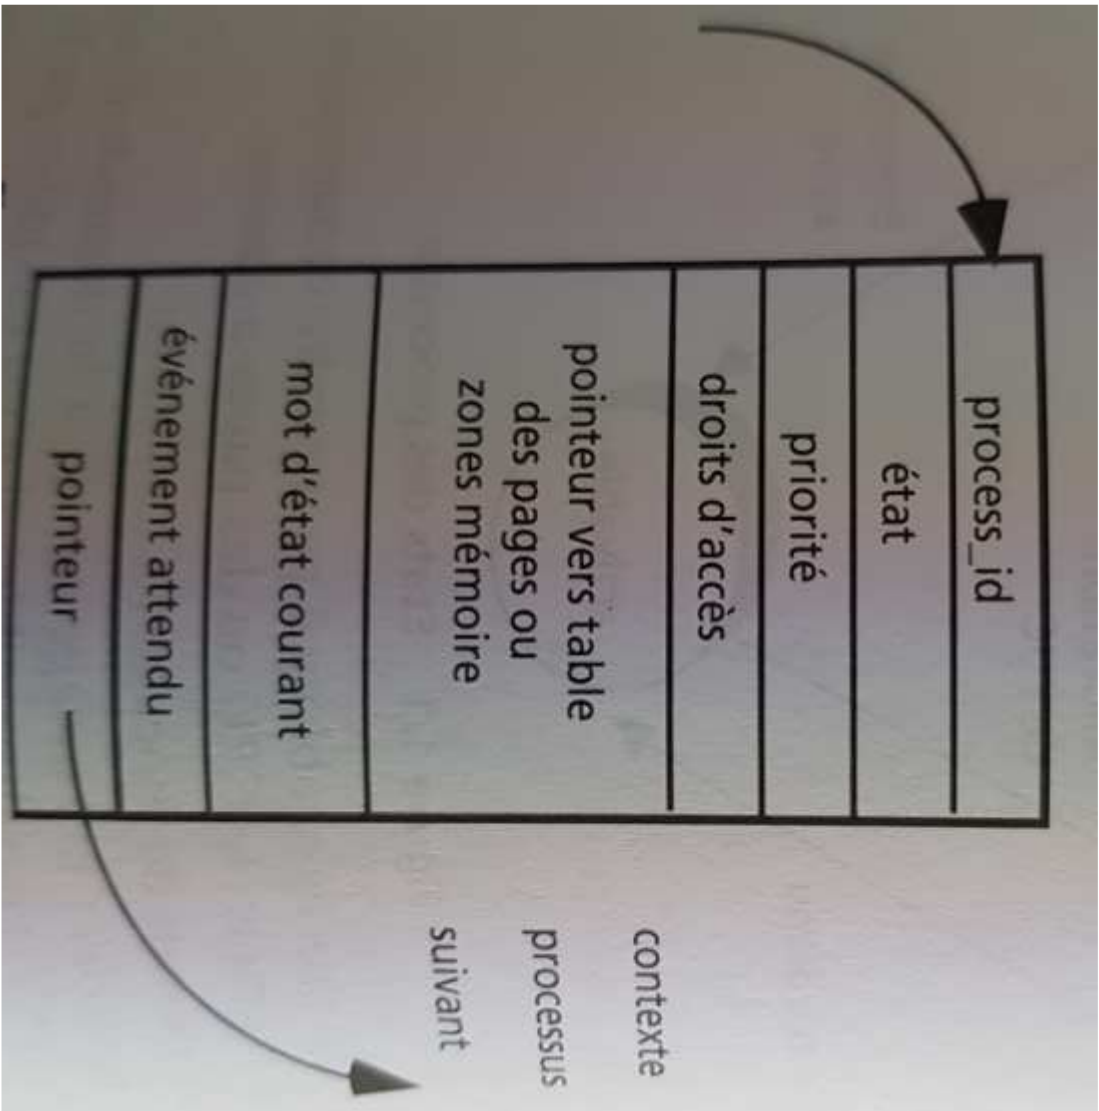 process_id
état
priorité
droits d'accès
pointeur vers table
des pages ou
zones mémoire
mot d'état courant
événement attendu
pointeur
contexte
processus
suivant